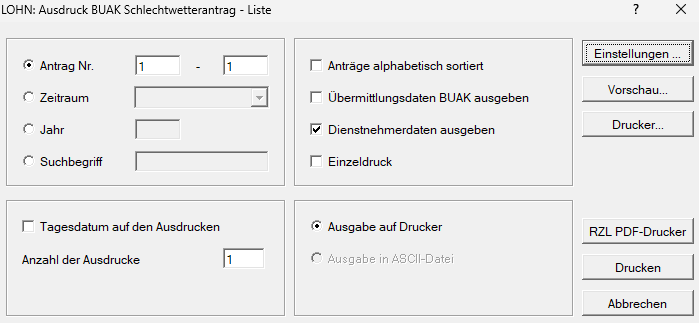 LOHN: Ausdruck BUAK Schlechtwetterantrag - Liste
Antrag Nr. 1 - 1
Zeitraum
Jahr
Suchbegriff
Anträge alphabetisch sortiert
Übermittlungsdaten BUAK ausgeben
Dienstnehmerdaten ausgeben
Einzeldruck
Einstellungen ...
Vorschau...
Drucker...
Tagesdatum auf den Ausdrucken
Anzahl der Ausdrucke 1
Ausgabe auf Drucker
Ausgabe in ASCII-Datei
RZL PDF-Drucker
Drucken
Abbrechen